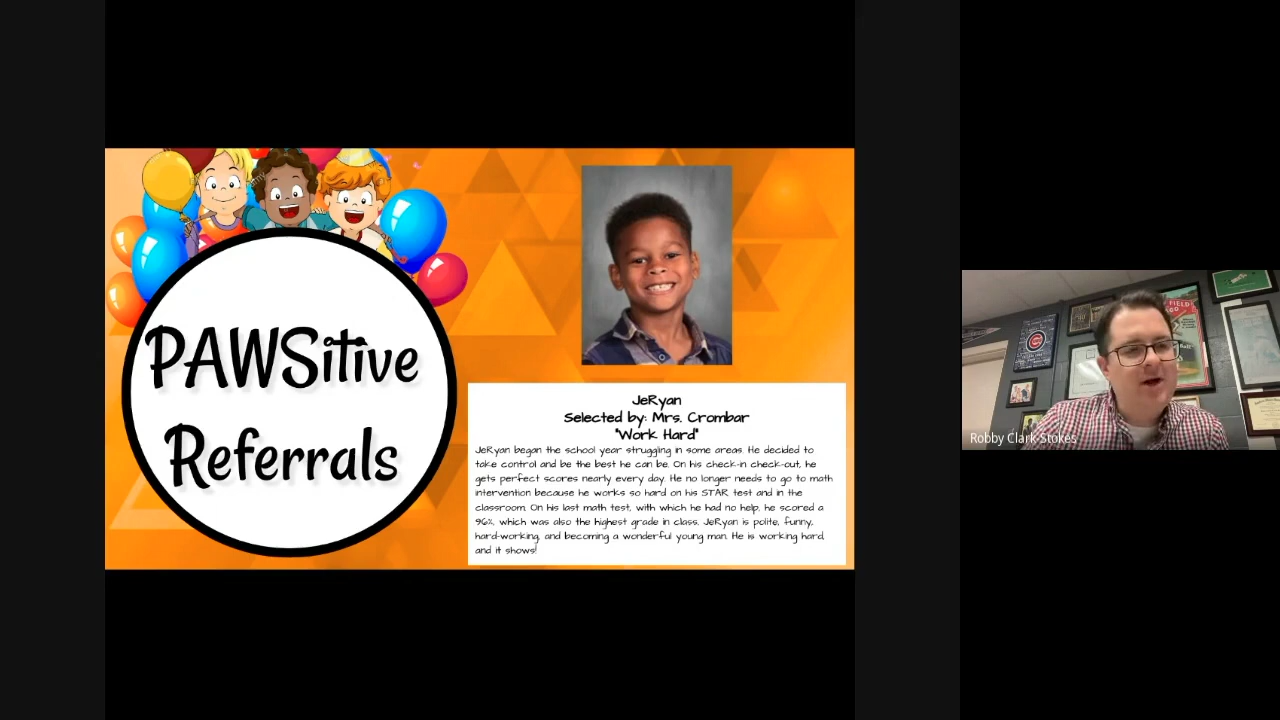 PAWSitive
Referrals
JeRyan
Selected by: Mrs. Crombar
"Work Hard"
JeRyan began the school year struggling in some areas. He decided to
take control and be the best he can be. On his check-in check-out, he
gets perfect scores nearly every day. He no longer needs to go to math
intervention because he works so hard on his STAR test and in the
classroom. On his last math test, with which he had no help, he scored a
96%, which was also the highest grade in class. JeRyan is polite, funny,
hard-working, and becoming a wonderful young man. He is working hard,
and it shows!
Robby Clark-Stokes
FIELD